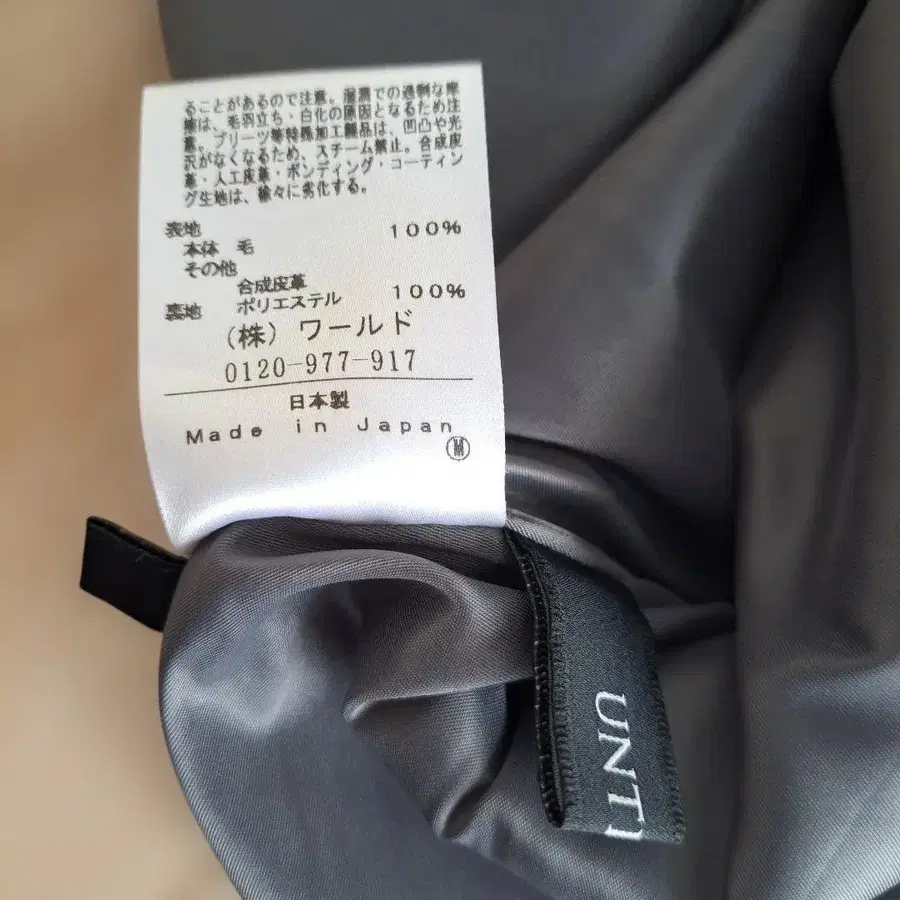 ることがあるので注意。湿潤での過剰な摩
擦は、毛羽立ち・白化の原因となるため注
意。プリーツ等特殊加工製品は、凹凸や光
沢がなくなるため、スチーム禁止。合成皮
革・人工皮革・ボンディング・コーティン
グ生地は、徐々に劣化する。
表地
本体 毛 100%
その他
合成皮革
裏地 ポリエステル 100%
(株) ワールド
0120-977-917
日本製
Made in Japan
M
UNTI